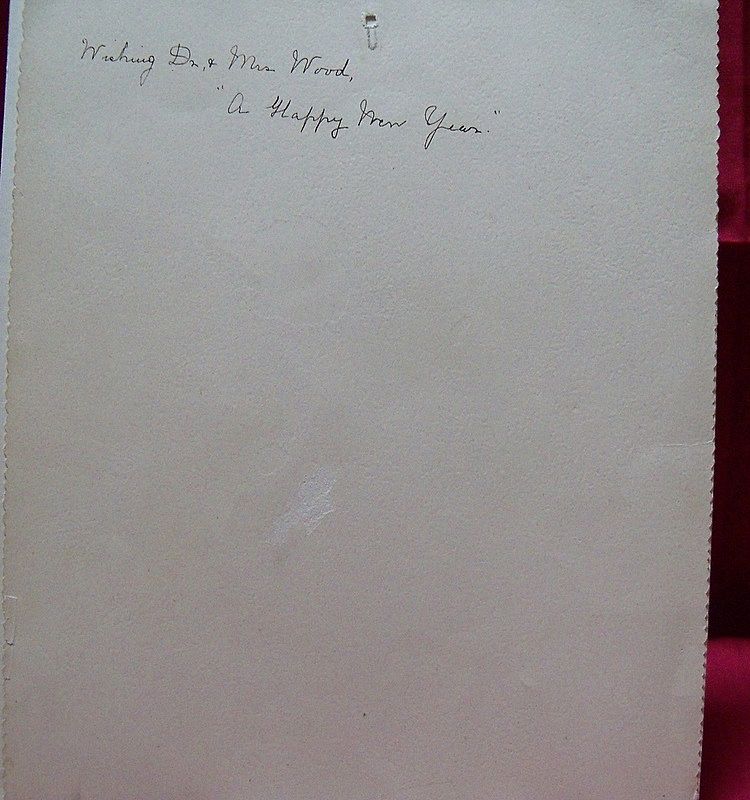 Wishing Dr. & Mrs Wood,
"A Happy New Year."